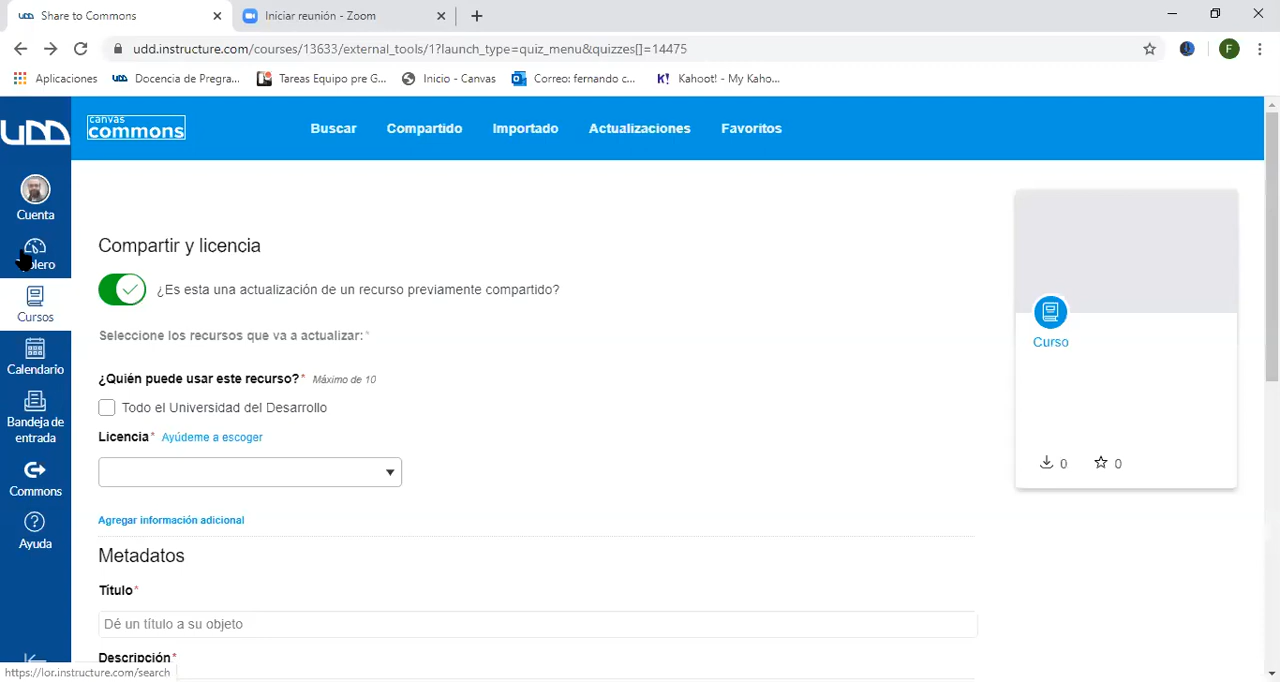 Share to Commons
Iniciar reunión - Zoom
udd.instructure.com/courses/13633/external_tools/1?launch_type=quiz_menu&quizzes[]=14475
F
Aplicaciones
Docencia de Pregra...
Tareas Equipo pre G...
Inicio - Canvas
Correo: fernando c...
K! Kahoot! - My Kaho...
UDD
canvas
commons
Buscar
Compartido
Importado
Actualizaciones
Favoritos
Cuenta
lero
Cursos
Calendario
Bandeja de
entrada
Commons
Ayuda
Compartir y licencia
¿Es esta una actualización de un recurso previamente compartido?
Seleccione los recursos que va a actualizar:*
¿Quién puede usar este recurso?* Máximo de 10
Todo el Universidad del Desarrollo
Licencia* Ayúdeme a escoger
Agregar información adicional
Metadatos
Título*
Dé un título a su objeto
Descripción*
Curso
0
0
https://lor.instructure.com/search